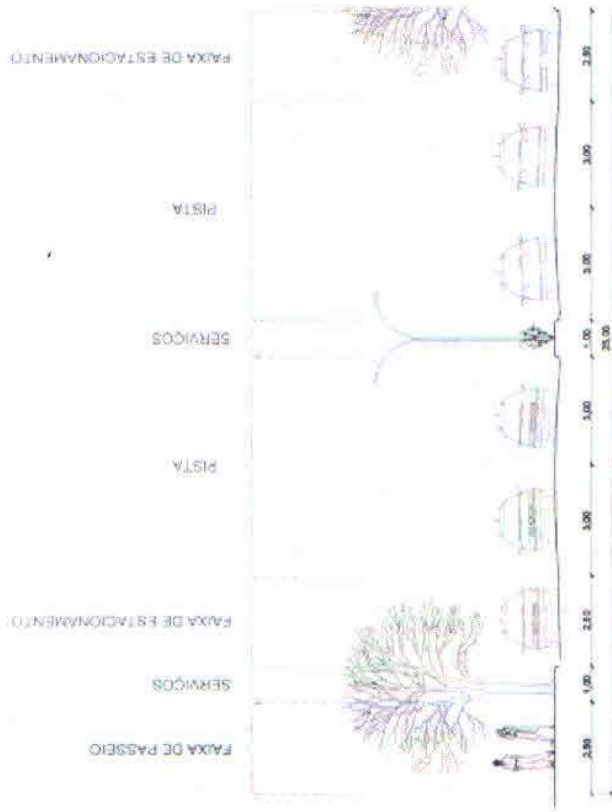 FAIXA DE PASSEIO
SERVIÇOS
FAIXA DE ESTACIONAMENTO
PISTA
SERVIÇOS
PISTA
FAIXA DE ESTACIONAMENTO
2,50 1,00 2,50 3,00 3,00 1,00 3,00 3,00 2,50
25,00